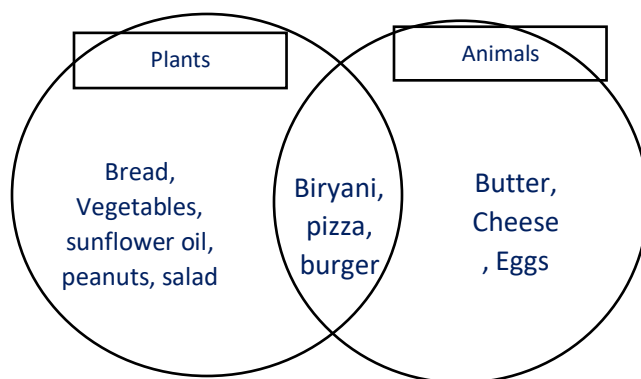 Plants
Animals
Bread,
Vegetables,
sunflower oil,
peanuts, salad
Biryani,
pizza,
burger
Butter,
Cheese
, Eggs